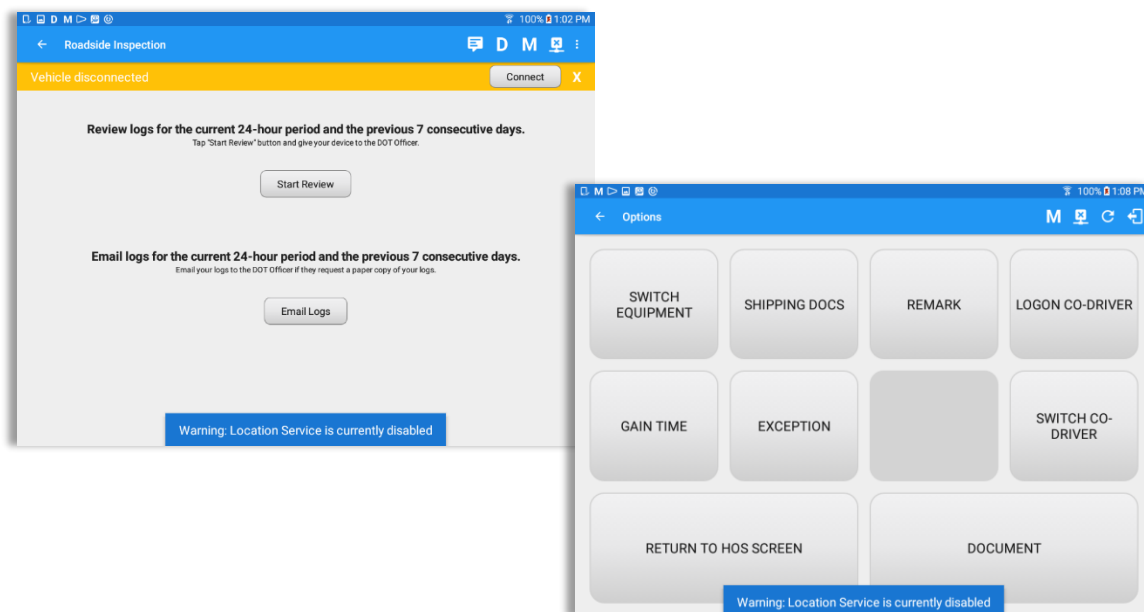 D M
100% 1:02 PM
Roadside Inspection
D M
Vehicle disconnected
Connect
X
Review logs for the current 24-hour period and the previous 7 consecutive days.
Tap "Start Review" button and give your device to the DOT Officer.
Start Review
Email logs for the current 24-hour period and the previous 7 consecutive days.
Email your logs to the DOT Officer if they request a paper copy of your logs.
Email Logs
Warning: Location Service is currently disabled
M
100% 1:08 PM
Options
M
SWITCH
EQUIPMENT
SHIPPING DOCS
REMARK
LOGON CO-DRIVER
GAIN TIME
EXCEPTION
SWITCH CO-
DRIVER
RETURN TO HOS SCREEN
DOCUMENT
Warning: Location Service is currently disabled